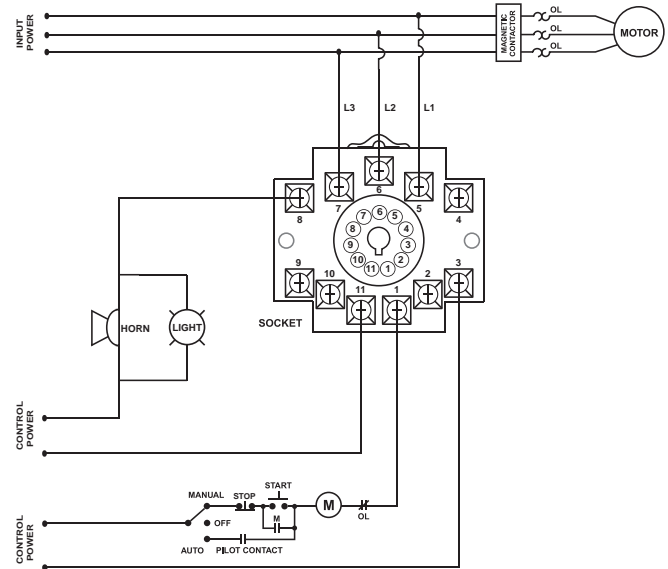 INPUT
POWER
MAGNETIC
CONTACTOR
OL
OL
OL
MOTOR
L3
L2
L1
8
7
6
5
4
7
6
5
8
4
9
3
10
2
11
1
9
10
11
1
2
3
SOCKET
HORN
LIGHT
CONTROL
POWER
MANUAL
STOP
START
M
M
OL
OFF
AUTO
PILOT CONTACT
CONTROL
POWER